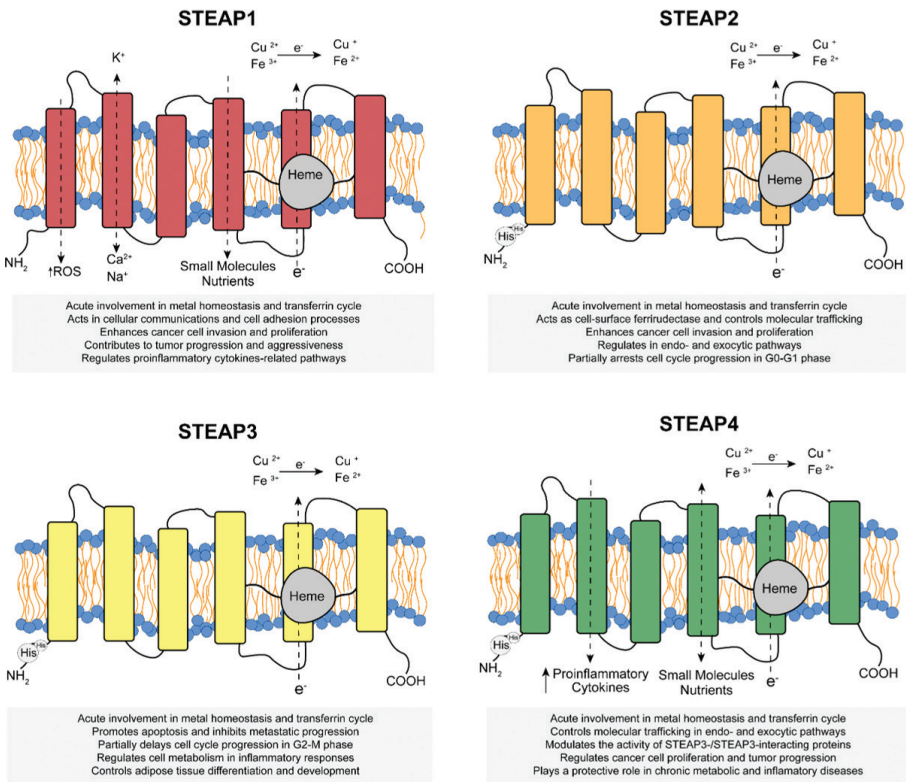 STEAP1
Cu 2+ e- Cu +
Fe 3+ Fe 2+
K+
Heme
NH2
↑ROS
Ca2+
Na+
Small Molecules
Nutrients
e-
COOH
Acute involvement in metal homeostasis and transferrin cycle
Acts in cellular communications and cell adhesion processes
Enhances cancer cell invasion and proliferation
Contributes to tumor progression and aggressiveness
Regulates proinflammatory cytokines-related pathways
STEAP2
Cu 2+ e- Cu +
Fe 3+ Fe 2+
Heme
His His
NH2
e-
COOH
Acute involvement in metal homeostasis and transferrin cycle
Acts as cell-surface ferrirudectase and controls molecular trafficking
Enhances cancer cell invasion and proliferation
Regulates in endo- and exocytic pathways
Partially arrests cell cycle progression in G0-G1 phase
STEAP3
Cu 2+ e- Cu +
Fe 3+ Fe 2+
Heme
His His
NH2
e-
COOH
Acute involvement in metal homeostasis and transferrin cycle
Promotes apoptosis and inhibits metastatic progression
Partially delays cell cycle progression in G2-M phase
Regulates cell metabolism in inflammatory responses
Controls adipose tissue differentiation and development
STEAP4
Cu 2+ e- Cu +
Fe 3+ Fe 2+
Heme
His His
NH2
↑ Proinflammatory
Cytokines
Small Molecules
Nutrients
e-
COOH
Acute involvement in metal homeostasis and transferrin cycle
Controls molecular trafficking in endo- and exocytic pathways
Modulates the activity of STEAP3-/STEAP3-interacting proteins
Regulates cancer cell proliferation and tumor progression
Plays a protective role in chronic metabolic and inflamatory diseases